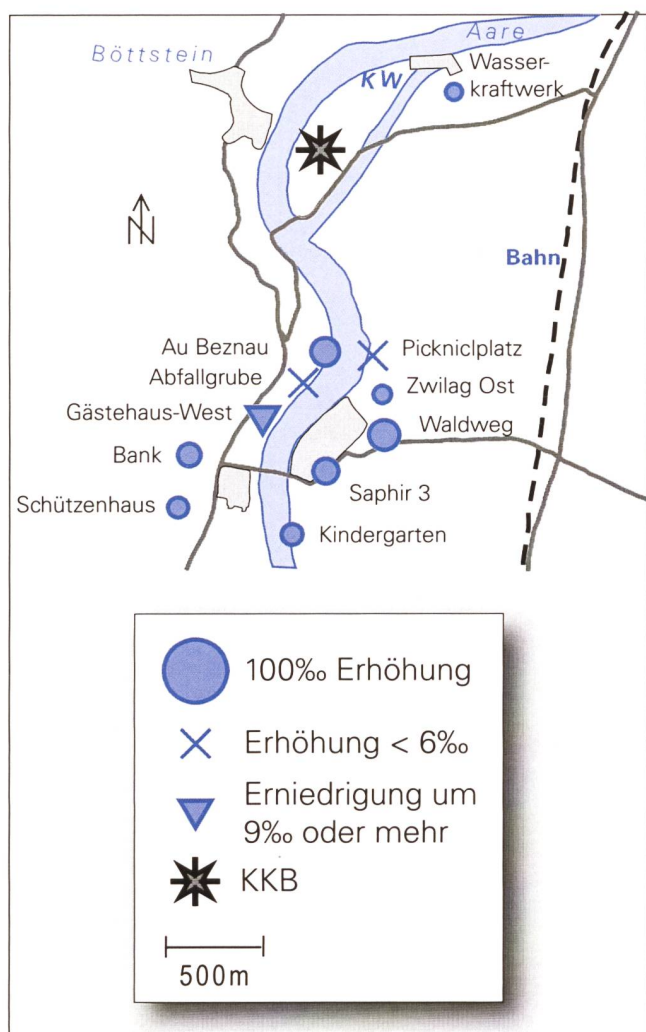 Aare
Böttstein
KW
Wasser-
kraftwerk
N
Bahn
Au Beznau
Pickniclplatz
Abfallgrube
Zwilag Ost
Gästehaus-West
Waldweg
Bank
Saphir 3
Schützenhaus
Kindergarten
100‰ Erhöhung
Erhöhung < 6‰
Erniedrigung um
9‰ oder mehr
KKB
500m